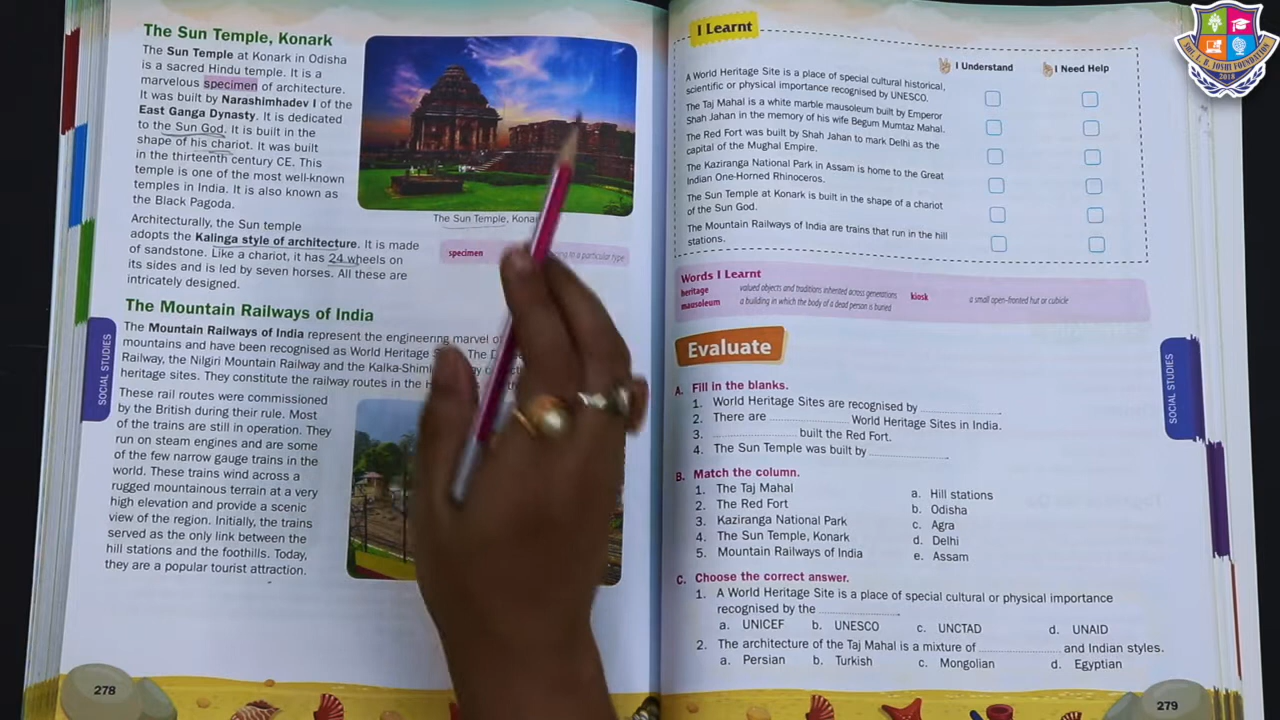 The Sun Temple, Konark
The Sun Temple at Konark in Odisha
is a sacred Hindu temple. It is a
marvelous specimen of architecture.
It was built by Narashimhadev I of the
East Ganga Dynasty. It is dedicated
to the Sun God. It is built in the
shape of his chariot. It was built
in the thirteenth century CE. This
temple is one of the most well-known
temples in India. It is also known as
the Black Pagoda.
The Sun Temple,
Architecturally, the Sun temple
adopts the Kalinga style of architecture. It is made
of sandstone. Like a chariot, it has 24 wheels on
its sides and is led by seven horses. All these are
intricately designed.
specimen to a particular type
The Mountain Railways of India
The Mountain Railways of India represent the engineering marvel of
mountains and have been recognised as World Heritage The
Railway, the Nilgiri Mountain Railway and the
heritage sites. They constitute the railway routes in the
These rail routes were commissioned
by the British during their rule. Most
of the trains are still in operation. They
run on steam engines and are some
of the few narrow gauge trains in the
world. These trains wind across a
rugged mountainous terrain at a very
high elevation and provide a scenic
view of the region. Initially, the trains
served as the only link between the
hill stations and the foothills. Today,
they are a popular tourist attraction.
SOCIAL STUDIES
278
I Learnt
I Understand I Need Help
A World Heritage Site is a place of special cultural historical,
scientific or physical importance recognised by UNESCO.
The Taj Mahal is a white marble mausoleum built by Emperor
Shah Jahan in the memory of his wife Begum Mumtaz Mahal.
The Red Fort was built by Shah Jahan to mark Delhi as the
capital of the Mughal Empire.
The Kaziranga National Park in Assam is home to the Great
Indian One-Horned Rhinoceros.
The Sun Temple at Konark is built in the shape of a chariot
of the Sun God.
The Mountain Railways of India are trains that run in the hill
stations.
Words I Learnt
heritage valued objects and traditions inherited across generations kiosk a small open-fronted hut or cubicle
mausoleum a building in which the body of a dead person is buried
Evaluate
A. Fill in the blanks.
1. World Heritage Sites are recognised by ....................
2. There are .................... World Heritage Sites in India.
3. .................... built the Red Fort.
4. The Sun Temple was built by ....................
B. Match the column.
1. The Taj Mahal a. Hill stations
2. The Red Fort b. Odisha
3. Kaziranga National Park c. Agra
4. The Sun Temple, Konark d. Delhi
5. Mountain Railways of India e. Assam
C. Choose the correct answer.
1. A World Heritage Site is a place of special cultural or physical importance
recognised by the ....................
a. UNICEF b. UNESCO c. UNCTAD d. UNAID
2. The architecture of the Taj Mahal is a mixture of .................... and Indian styles.
a. Persian b. Turkish c. Mongolian d. Egyptian
SOCIAL STUDIES
279
SMT. L. B. JOSHI FOUNDATION
2018